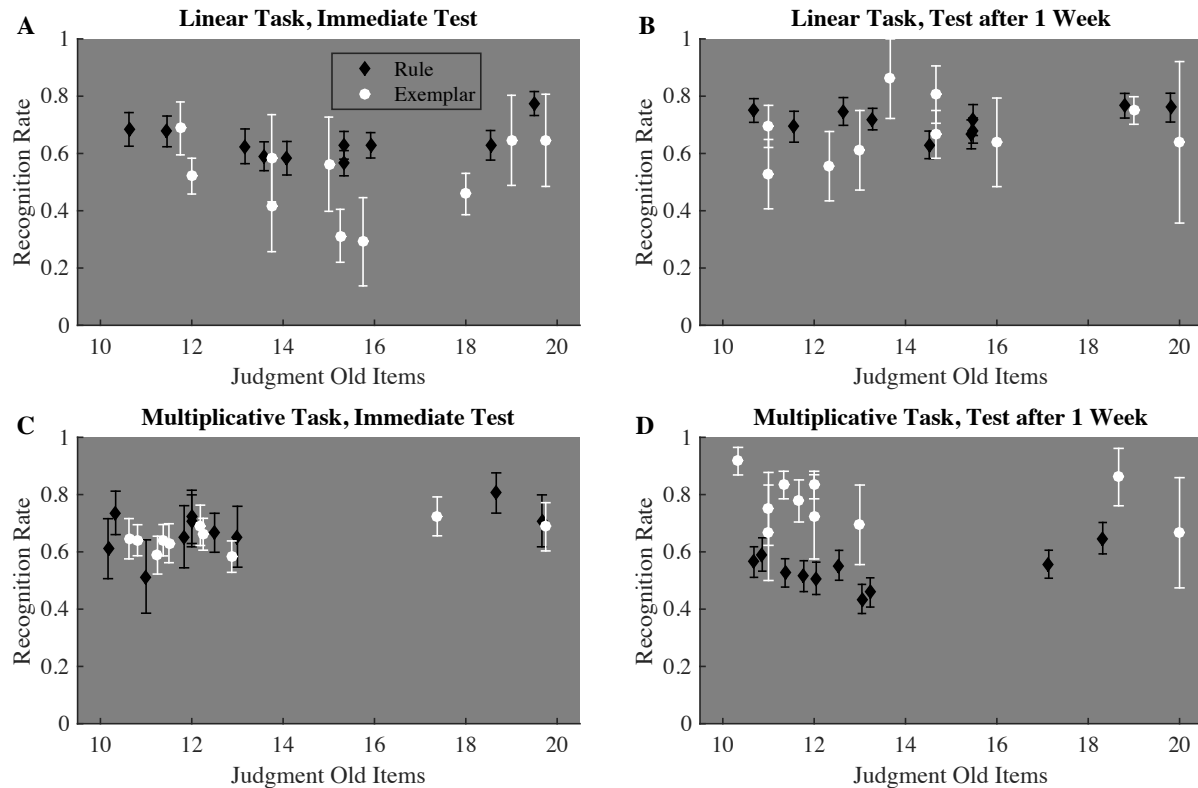 A
Linear Task, Immediate Test
1
0.8
0.6
0.4
0.2
0
Recognition Rate
Rule
Exemplar
10 12 14 16 18 20
Judgment Old Items
B
Linear Task, Test after 1 Week
1
0.8
0.6
0.4
0.2
0
Recognition Rate
10 12 14 16 18 20
Judgment Old Items
C
Multiplicative Task, Immediate Test
1
0.8
0.6
0.4
0.2
0
Recognition Rate
10 12 14 16 18 20
Judgment Old Items
D
Multiplicative Task, Test after 1 Week
1
0.8
0.6
0.4
0.2
0
Recognition Rate
10 12 14 16 18 20
Judgment Old Items